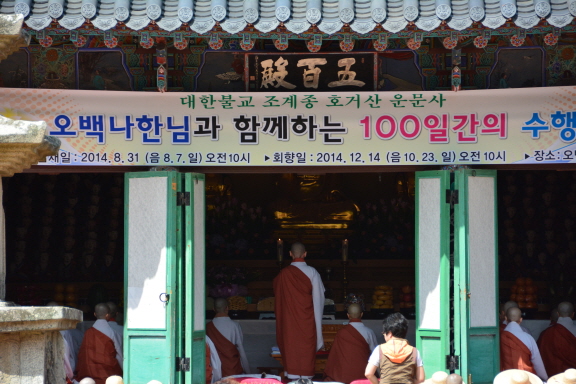 殿百五
대한불교 조계종 호거산 운문사
오백나한님과 함께하는 100일간의 수행
재일 : 2014. 8. 31 (음 8. 7, 일) 오전10시 ▶회향일 : 2014. 12. 14 (음 10. 23, 일) 오전10시 ▶장소 :